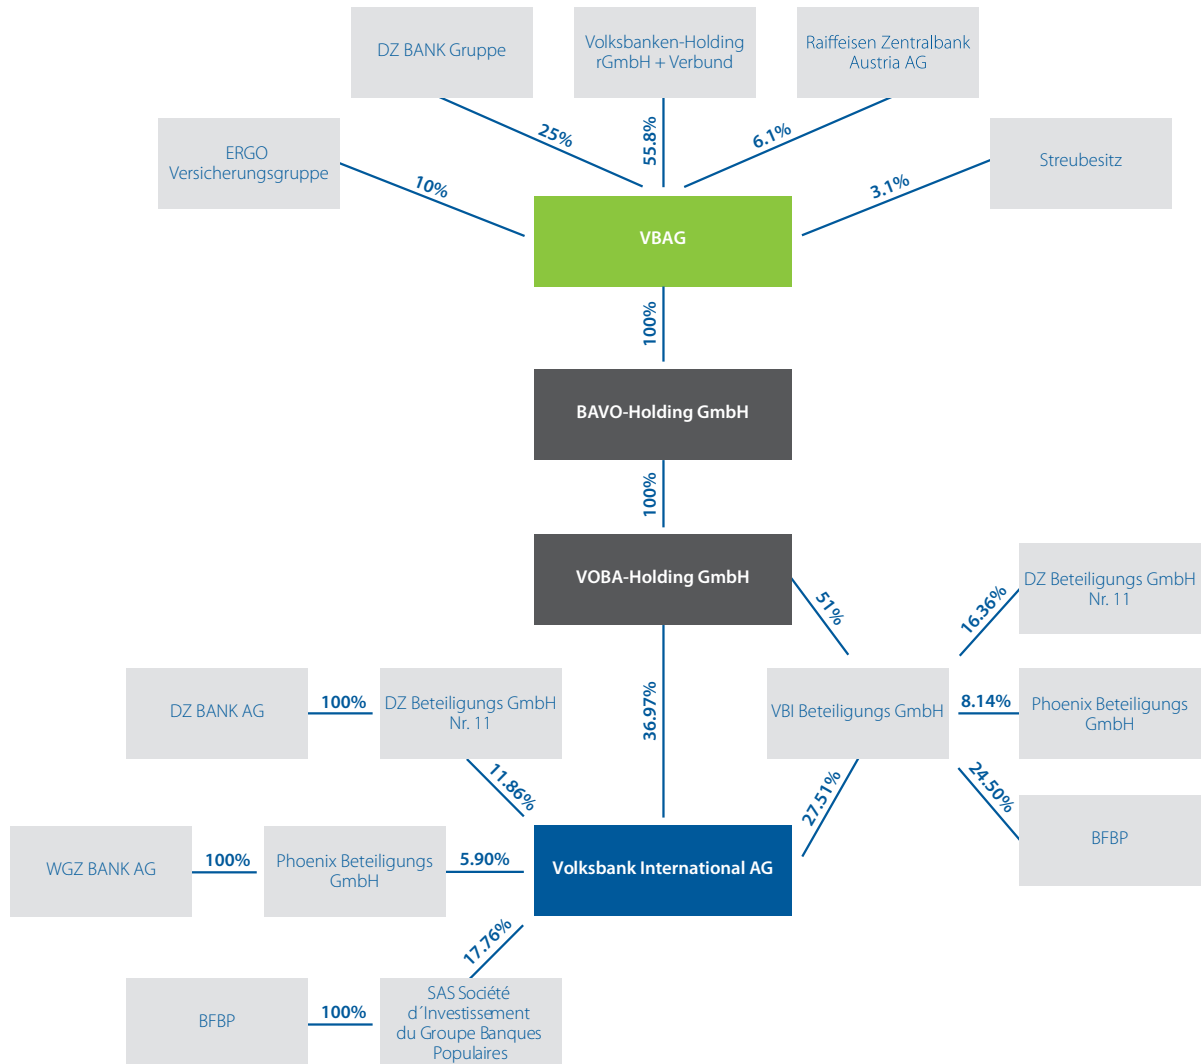 DZ BANK Gruppe
Volksbanken-Holding
rGmbH + Verbund
Raiffeisen Zentralbank
Austria AG
ERGO
Versicherungsgruppe
Streubesitz
25%
55.8%
6.1%
10%
3.1%
VBAG
100%
BAVO-Holding GmbH
100%
VOBA-Holding GmbH
51%
36.97%
DZ Beteiligungs GmbH
Nr. 11
16.36%
DZ BANK AG
100%
DZ Beteiligungs GmbH
Nr. 11
VBI Beteiligungs GmbH
8.14%
Phoenix Beteiligungs
GmbH
11.86%
27.51%
24.50%
BFBP
WGZ BANK AG
100%
Phoenix Beteiligungs
GmbH
5.90%
Volksbank International AG
17.76%
BFBP
100%
SAS Société
d´Investissement
du Groupe Banques
Populaires